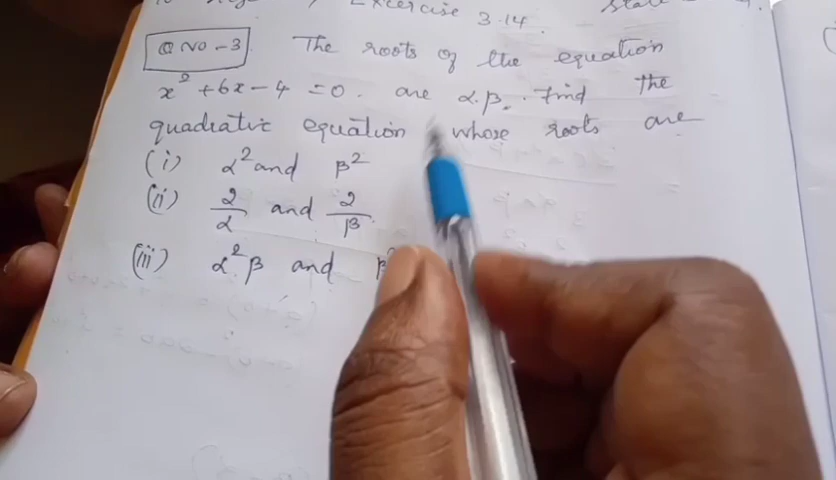 Exercise 3.14.
Q NO-3 The roots of the equation
x² + 6x - 4 = 0. are α, β. find the
quadratic equation whose roots are
(i) α² and β²
(ii) 2/α and 2/β.
(iii) α²β and